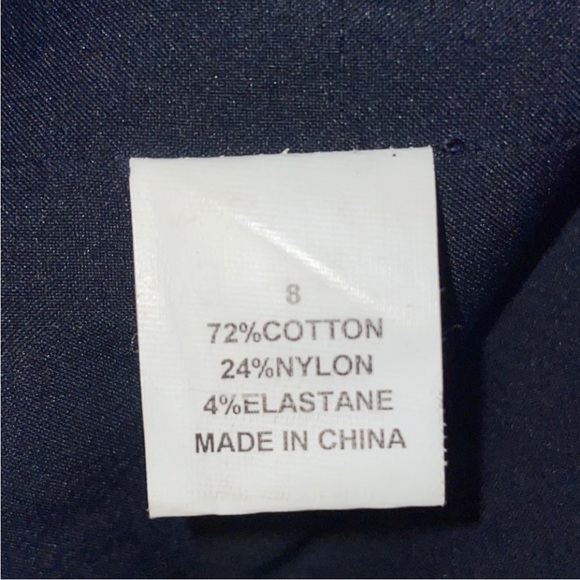 8
72%COTTON
24%NYLON
4%ELASTANE
MADE IN CHINA